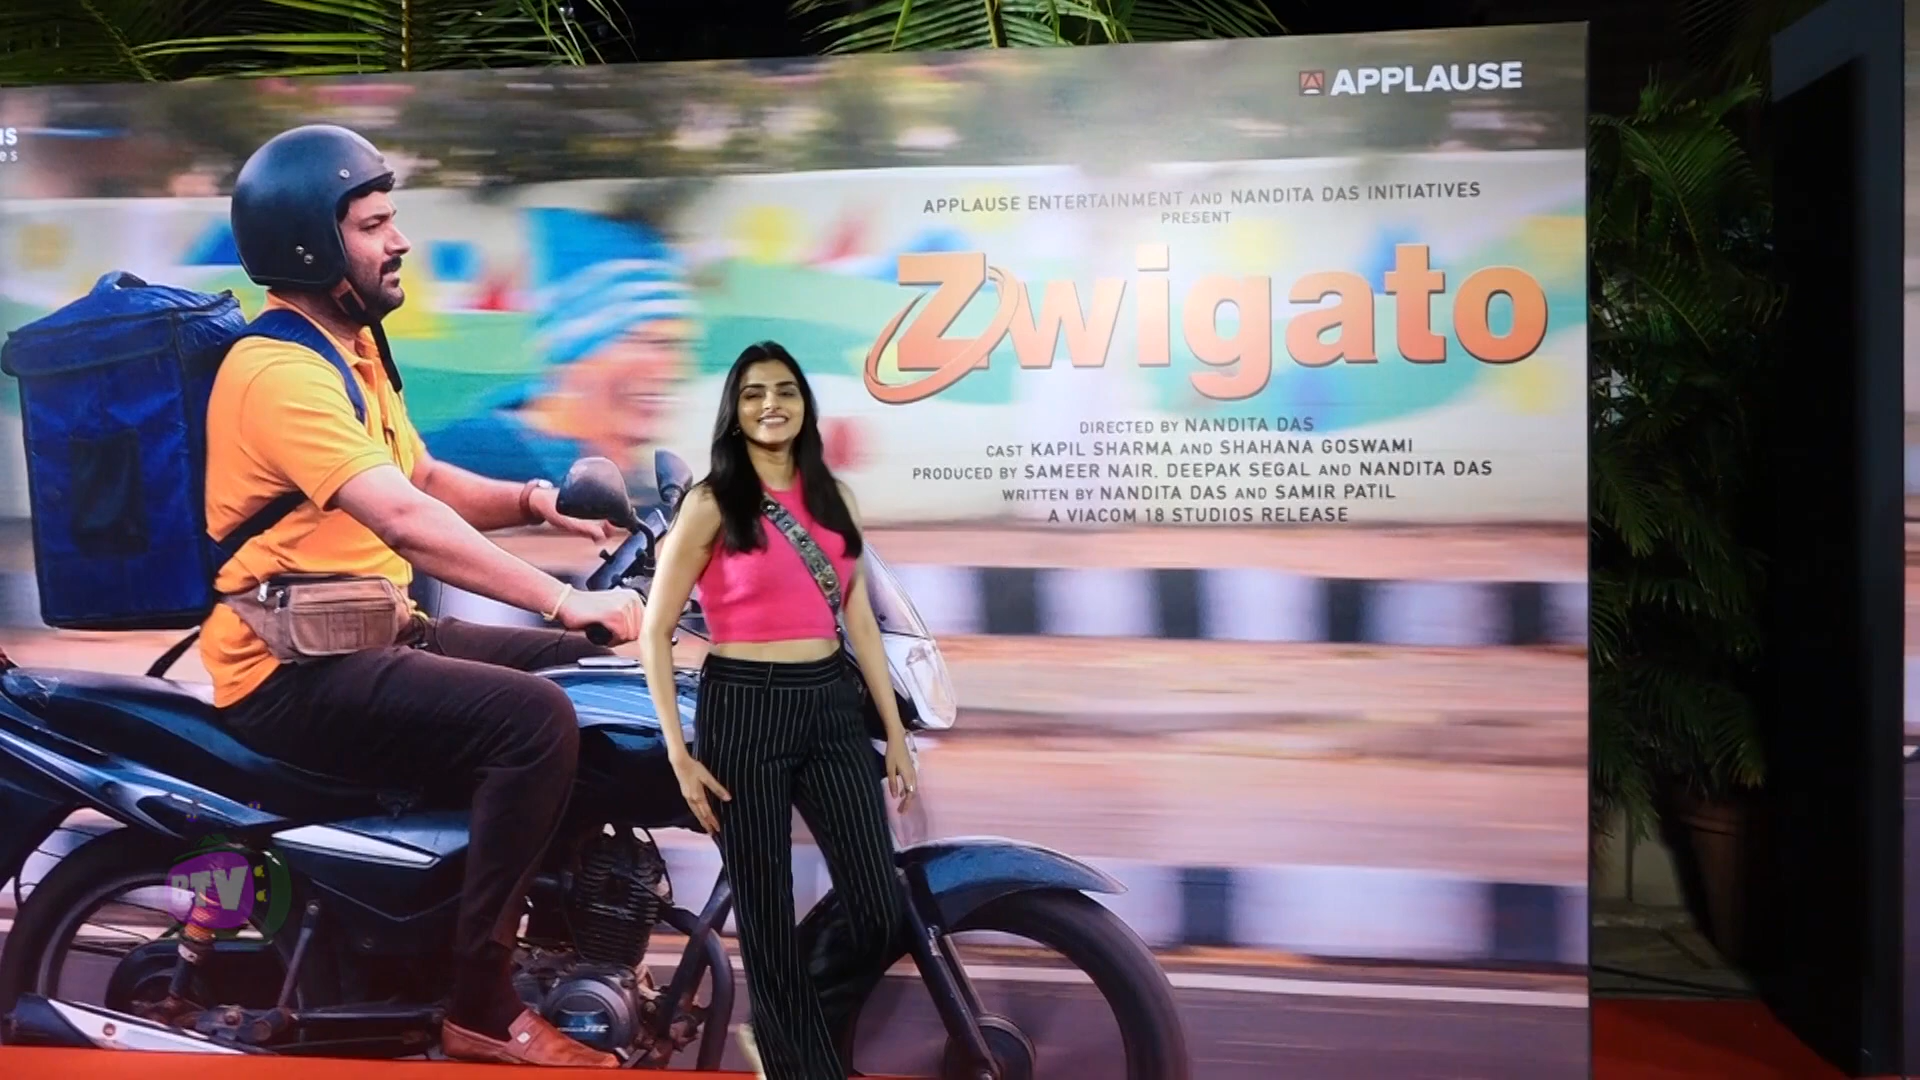 APPLAUSE
APPLAUSE ENTERTAINMENT AND NANDITA DAS INITIATIVES
PRESENT
Zwigato
DIRECTED BY NANDITA DAS
CAST KAPIL SHARMA AND SHAHANA GOSWAMI
PRODUCED BY SAMEER NAIR, DEEPAK SEGAL AND NANDITA DAS
WRITTEN BY NANDITA DAS AND SAMIR PATIL
A VIACOM 18 STUDIOS RELEASE
BTV